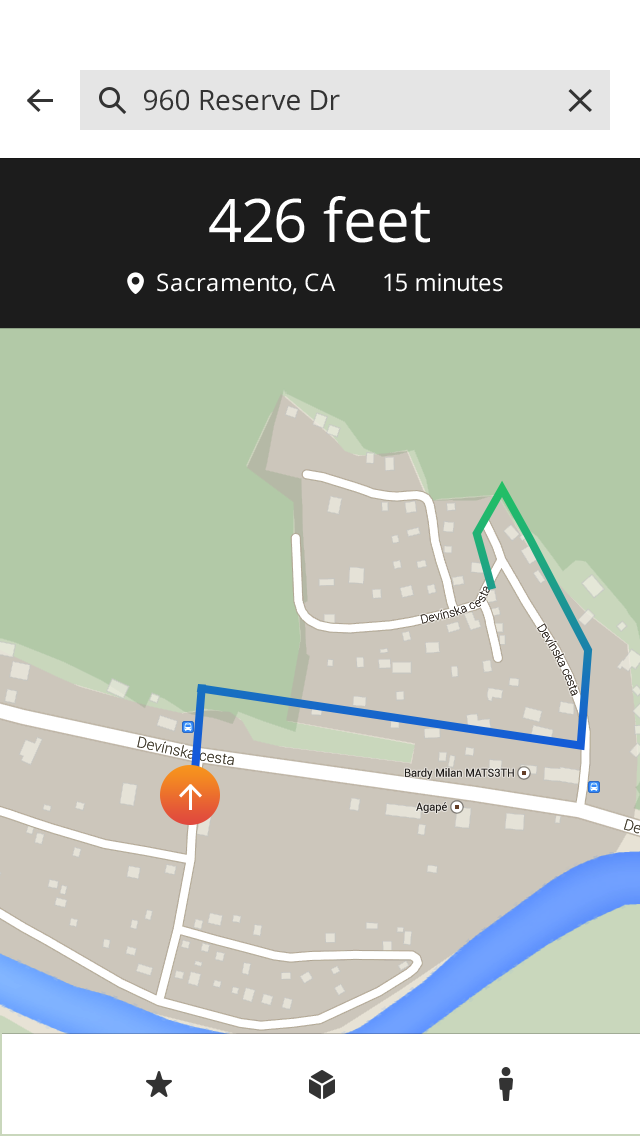 960 Reserve Dr
426 feet
Sacramento, CA
15 minutes
Devínska cesta
Devínska cesta
Devínska cesta
Bardy Milan MATS3TH
Agapé
De